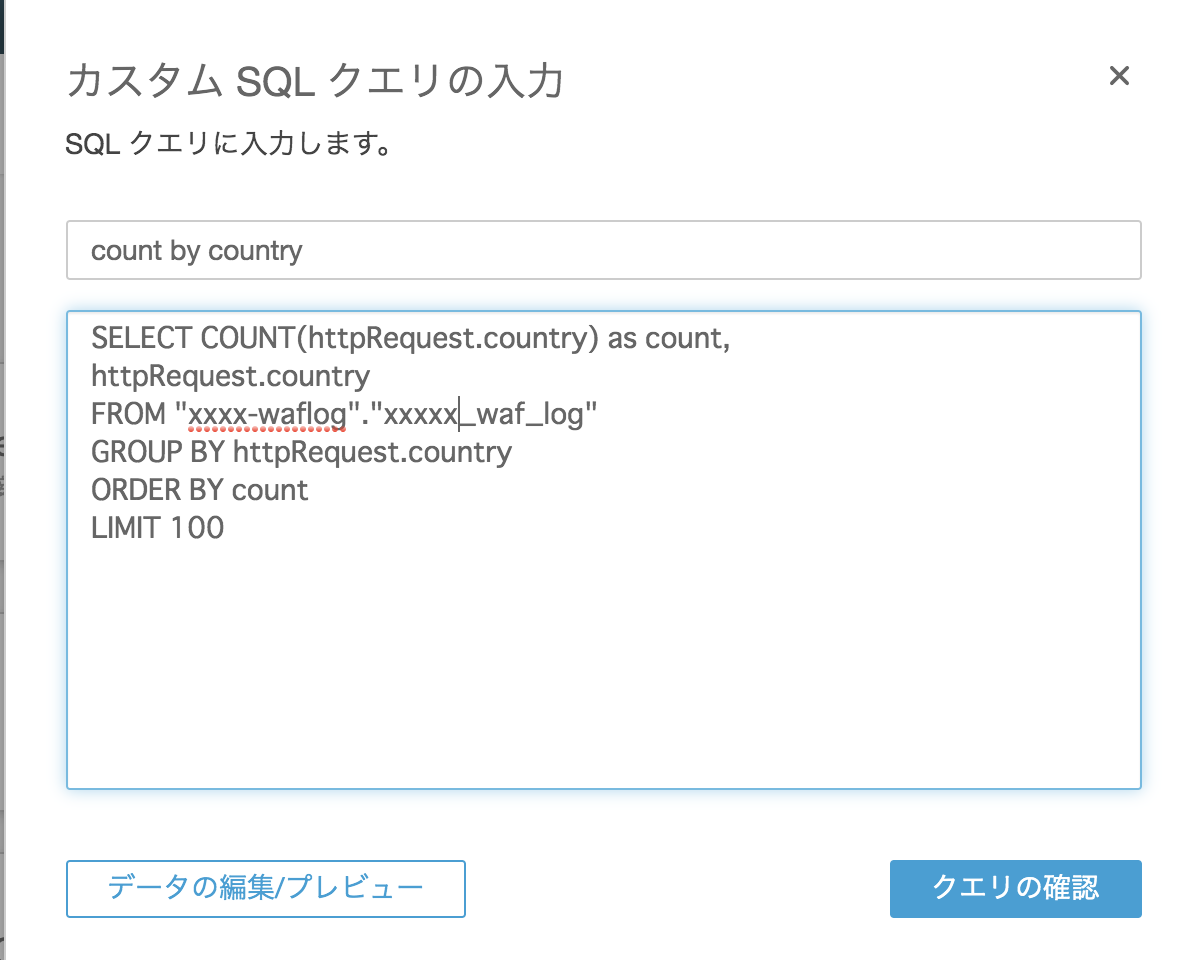 カスタム SQL クエリの入力
×
SQL クエリに入力します。
count by country
SELECT COUNT(httpRequest.country) as count,
httpRequest.country
FROM "xxxx-waflog"."xxxxx_waf_log"
GROUP BY httpRequest.country
ORDER BY count
LIMIT 100
データの編集/プレビュー
クエリの確認